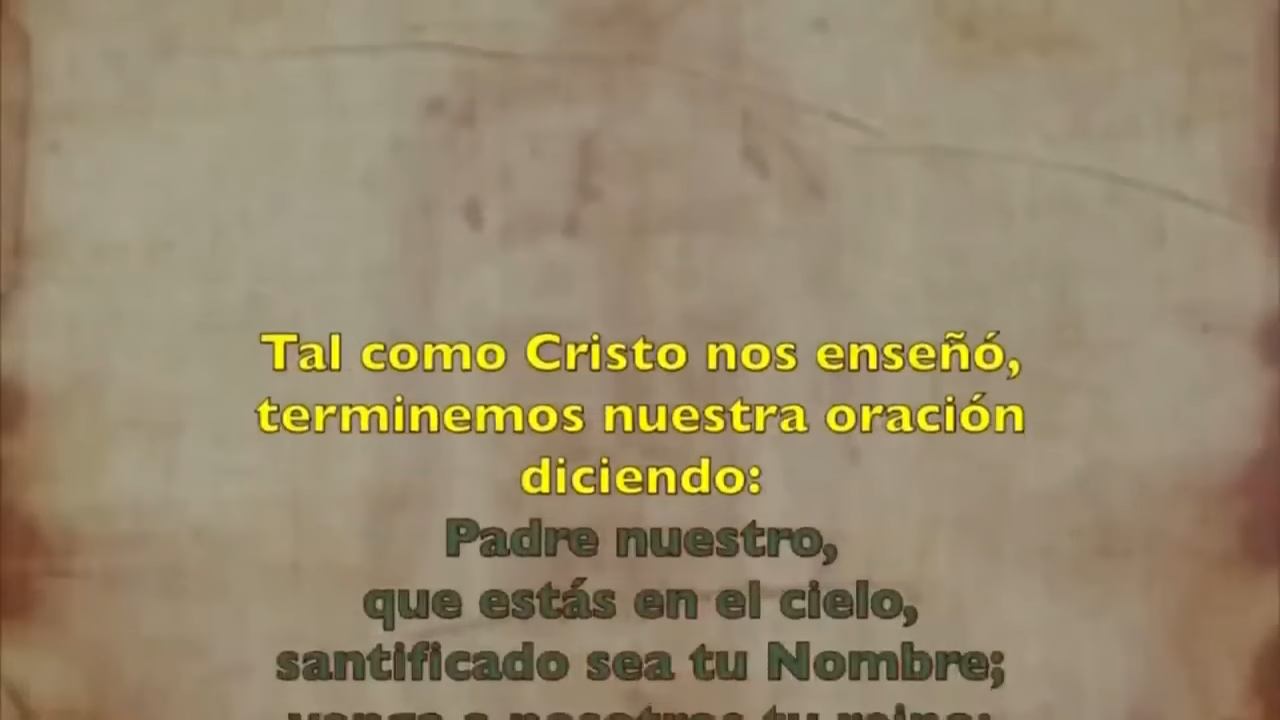 Tal como Cristo nos enseñó,
terminemos nuestra oración
diciendo:
Padre nuestro,
que estás en el cielo,
santificado sea tu Nombre;
venga a nosotros tu reino;